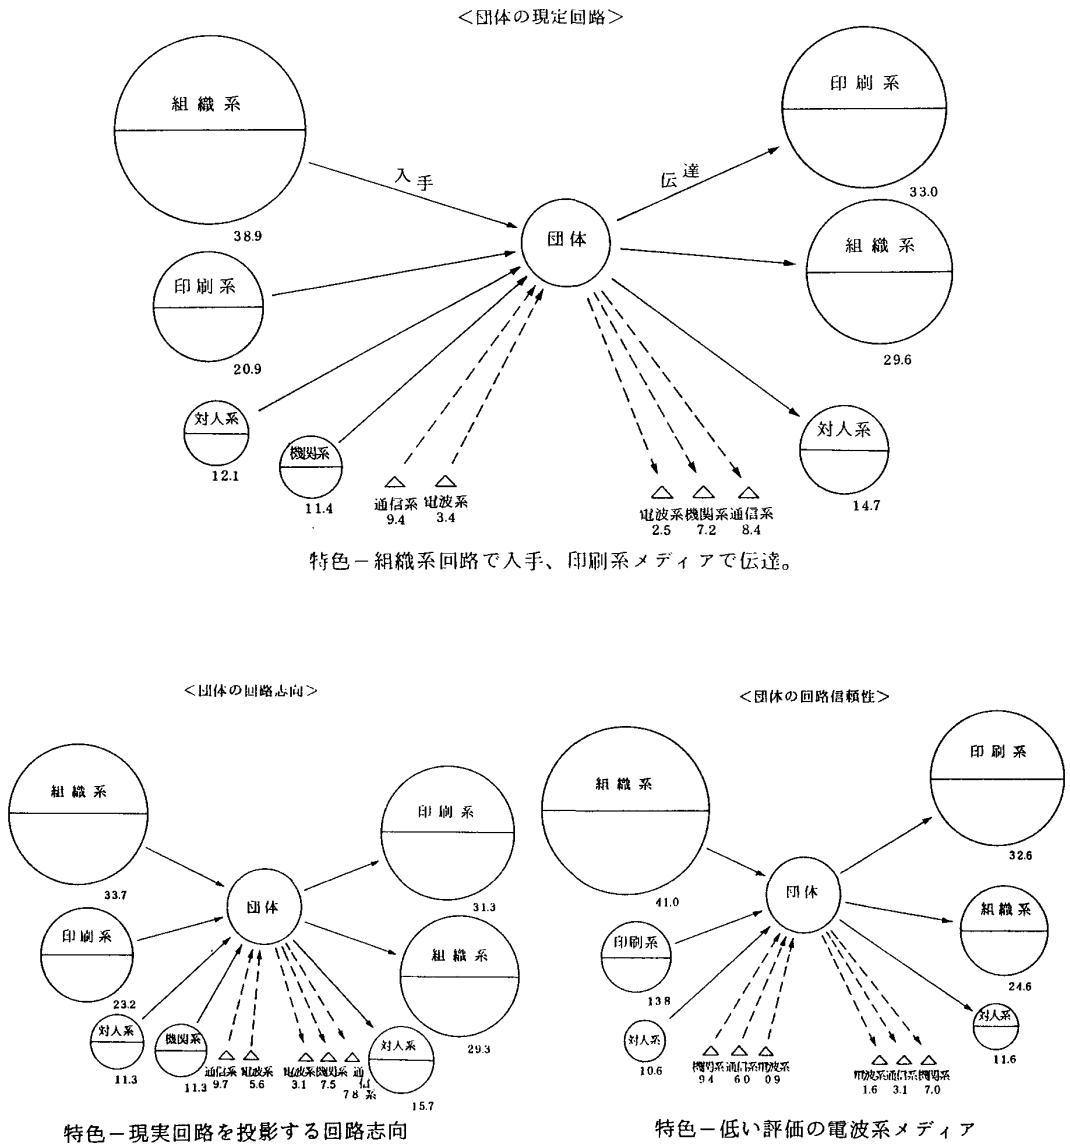 <団体の現定回路>
組織系
38.9
印刷系
20.9
対人系
12.1
機関系
11.4
通信系
9.4
電波系
3.4
入手
団体
伝達
印刷系
33.0
組織系
29.6
対人系
14.7
電波系
2.5
機関系
7.2
通信系
8.4
特色－組織系回路で入手、印刷系メディアで伝達。
<団体の回路志向>
組織系
33.7
印刷系
23.2
対人系
11.3
機関系
11.3
通信系
9.7
電波系
5.6
団体
印刷系
31.3
組織系
29.3
対人系
15.7
電波系
3.1
機関系
7.5
通信系
7.8
特色－現実回路を投影する回路志向
<団体の回路信頼性>
組織系
41.0
印刷系
13.8
対人系
10.6
機関系
9.4
通信系
6.0
電波系
0.9
団体
印刷系
32.6
組織系
24.6
対人系
11.6
電波系
1.6
通信系
3.1
機関系
7.0
特色－低い評価の電波系メディア